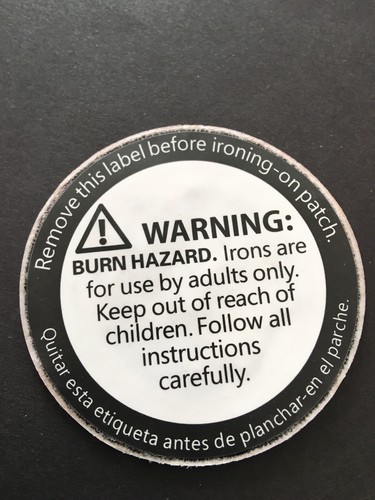 Remove this label before ironing-on patch.
WARNING:
BURN HAZARD. Irons are
for use by adults only.
Keep out of reach of
children. Follow all
instructions
carefully.
Quitar esta etiqueta antes de planchar-en el parche.